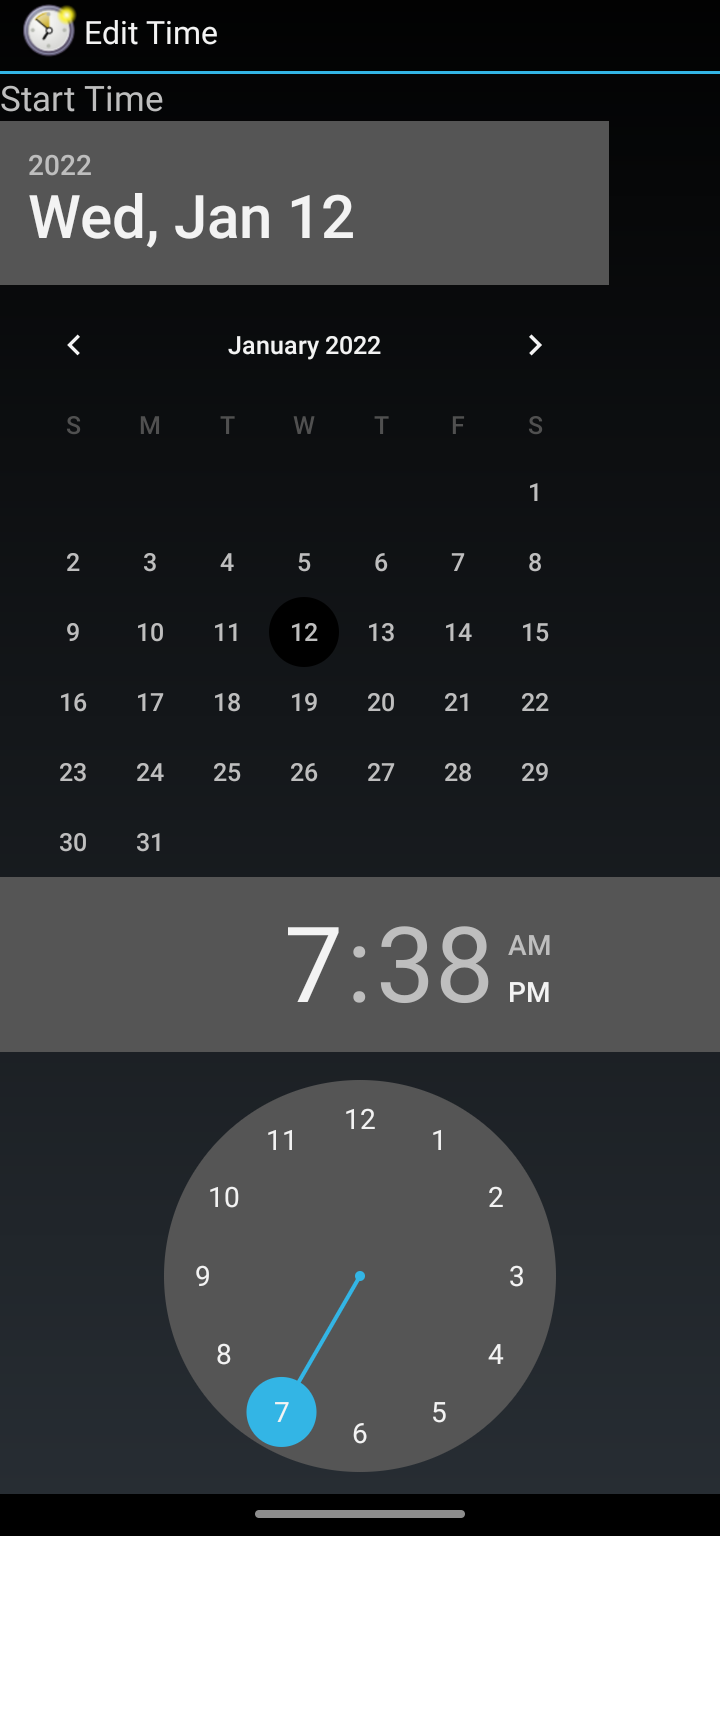 Edit Time
Start Time
2022
Wed, Jan 12
January 2022
S M T W T F S
1
2 3 4 5 6 7 8
9 10 11 12 13 14 15
16 17 18 19 20 21 22
23 24 25 26 27 28 29
30 31
7:38 AM
PM
12
11 1
10 2
9 3
8 4
7 5
6